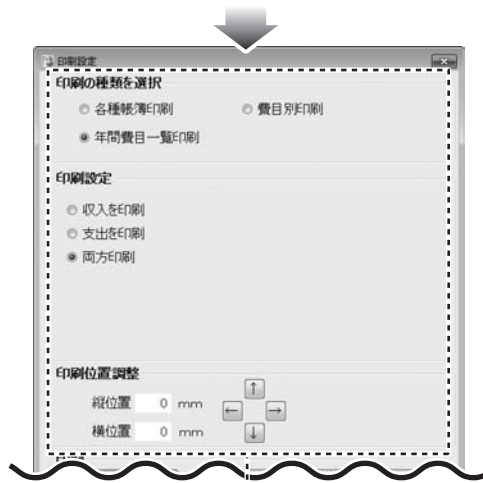 印刷設定
印刷の種類を選択
各種帳簿印刷 費目別印刷
年間費目一覧印刷
印刷設定
収入を印刷
支出を印刷
両方印刷
印刷位置調整
縦位置 0 mm
↑
← →
横位置 0 mm
↓